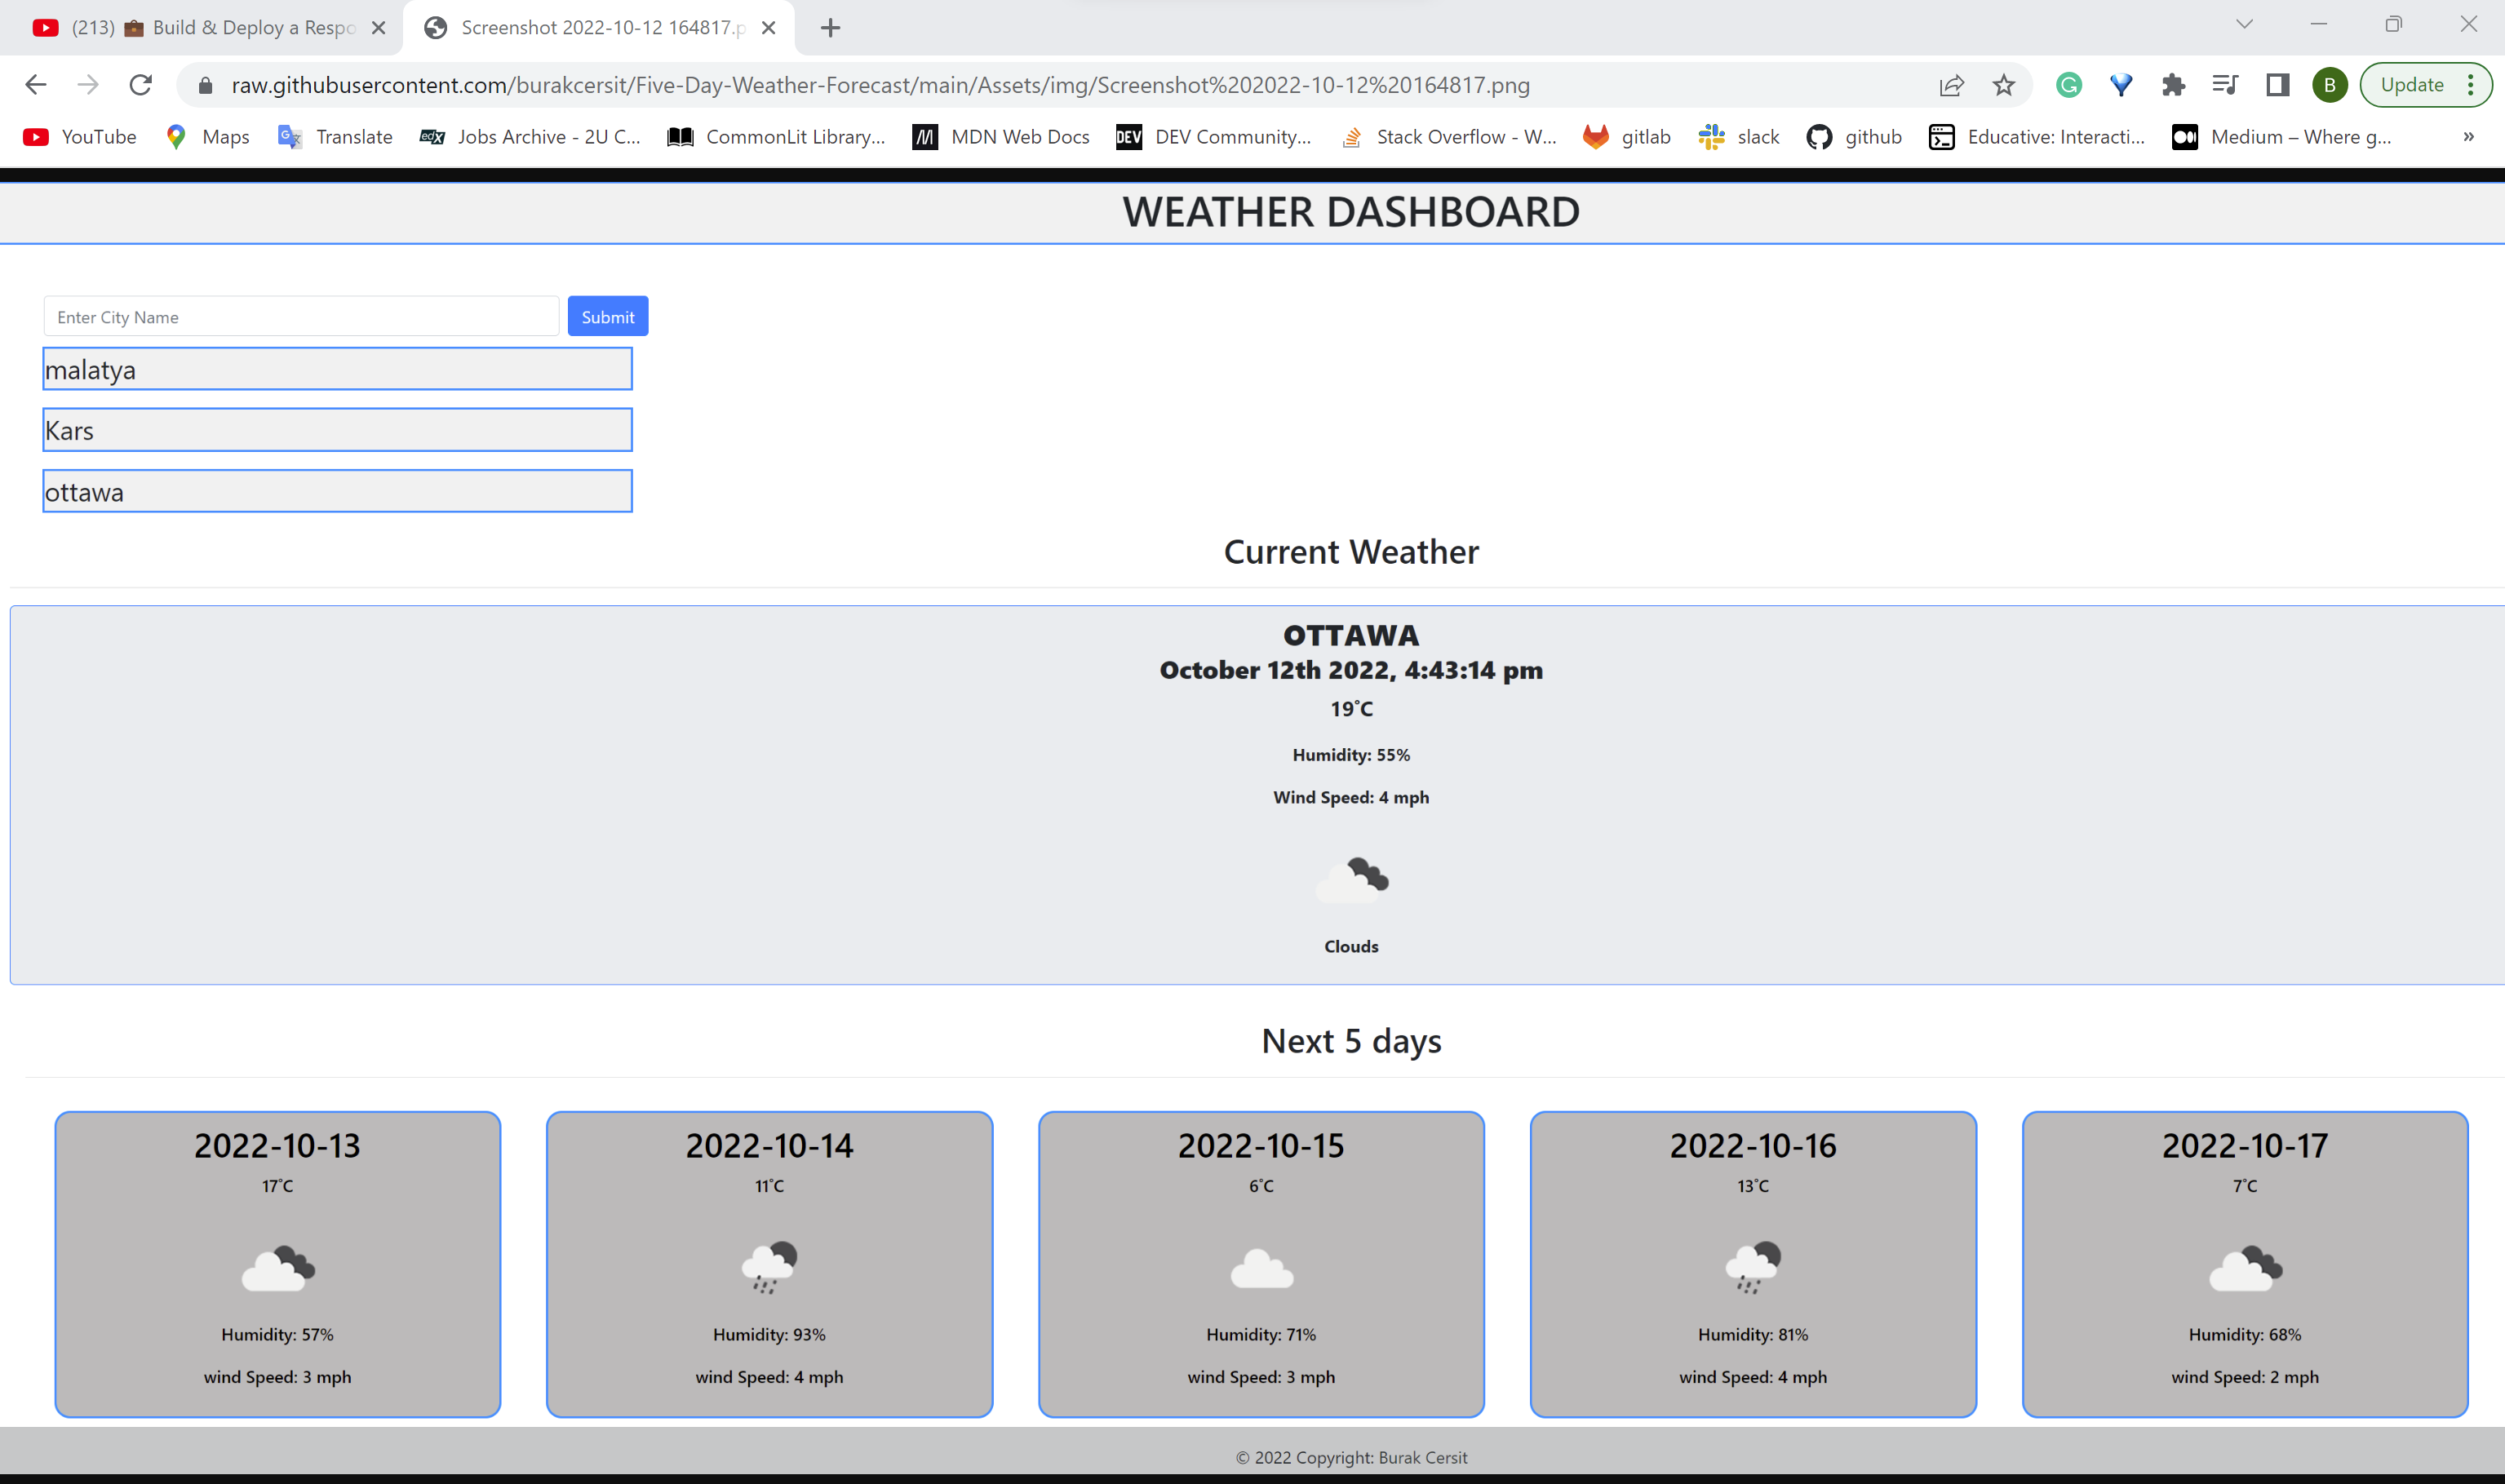 (213) 💼 Build & Deploy a Respo
Screenshot 2022-10-12 164817.p
raw.githubusercontent.com/burakcersit/Five-Day-Weather-Forecast/main/Assets/img/Screenshot%202022-10-12%20164817.png
B
Update
YouTube
Maps
Translate
edX
Jobs Archive - 2U C...
CommonLit Library...
MDN Web Docs
DEV
DEV Community...
Stack Overflow - W...
gitlab
slack
github
Educative: Interacti...
Medium – Where g...
»
WEATHER DASHBOARD
Enter City Name
Submit
malatya
Kars
ottawa
Current Weather
OTTAWA
October 12th 2022, 4:43:14 pm
19°C
Humidity: 55%
Wind Speed: 4 mph
Clouds
Next 5 days
2022-10-13
17°C
Humidity: 57%
wind Speed: 3 mph
2022-10-14
11°C
Humidity: 93%
wind Speed: 4 mph
2022-10-15
6°C
Humidity: 71%
wind Speed: 3 mph
2022-10-16
13°C
Humidity: 81%
wind Speed: 4 mph
2022-10-17
7°C
Humidity: 68%
wind Speed: 2 mph
© 2022 Copyright: Burak Cersit